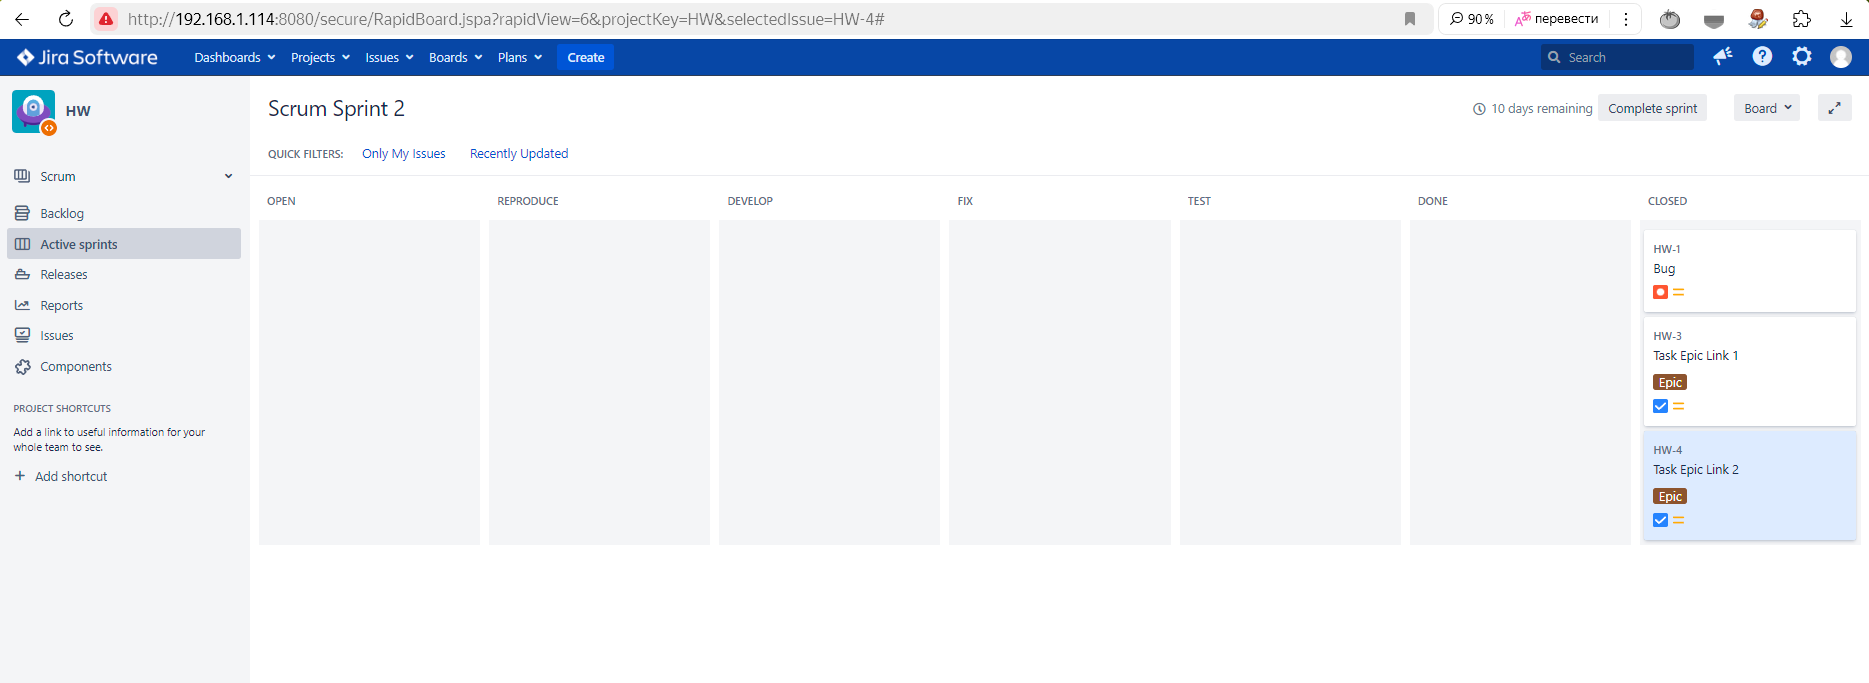 http://192.168.1.114:8080/secure/RapidBoard.jspa?rapidView=6&projectKey=HW&selectedIssue=HW-4#
90 %
перевести
Jira Software
Dashboards
Projects
Issues
Boards
Plans
Create
Search
HW
Scrum
Backlog
Active sprints
Releases
Reports
Issues
Components
PROJECT SHORTCUTS
Add a link to useful information for your
whole team to see.
+ Add shortcut
Scrum Sprint 2
10 days remaining
Complete sprint
Board
QUICK FILTERS:
Only My Issues
Recently Updated
OPEN
REPRODUCE
DEVELOP
FIX
TEST
DONE
CLOSED
HW-1
Bug
HW-3
Task Epic Link 1
Epic
HW-4
Task Epic Link 2
Epic